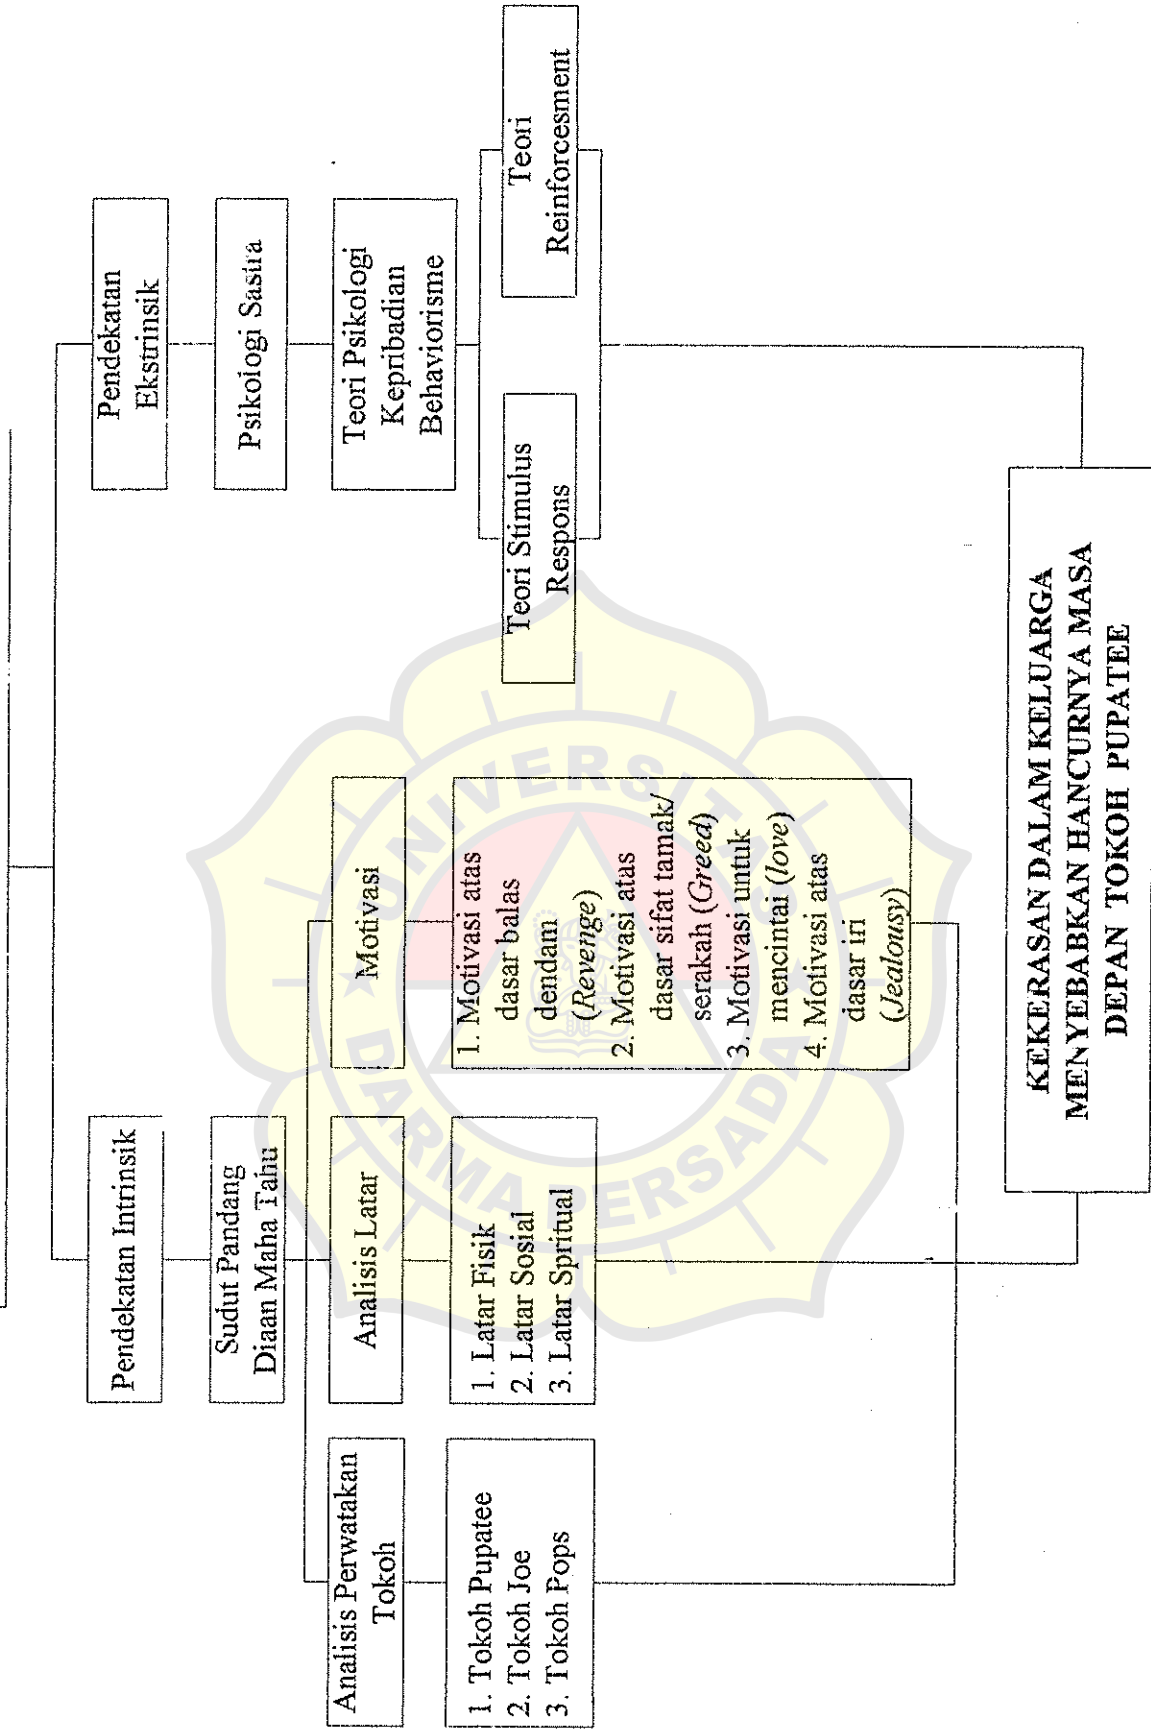 Pendekatan Intrinsik
Sudut Pandang
Diaan Maha Tahu
Analisis Perwatakan
Tokoh
1. Tokoh Pupatee
2. Tokoh Joe
3. Tokoh Pops
Analisis Latar
1. Latar Fisik
2. Latar Sosial
3. Latar Spritual
Motivasi
1. Motivasi atas
dasar balas
dendam
(Revenge)
2. Motivasi atas
dasar sifat tamak/
serakah (Greed)
3. Motivasi untuk
mencintai (love)
4. Motivasi atas
dasar iri
(Jealousy)
Pendekatan
Ekstrinsik
Psikologi Sastra
Teori Psikologi
Kepribadian
Behaviorisme
Teori Stimulus
Respons
Teori
Reinforcesment
KEKERASAN DALAM KELUARGA
MENYEBABKAN HANCURNYA MASA
DEPAN TOKOH PUPATEE
UNIVERSITAS
DARMA PERSADA